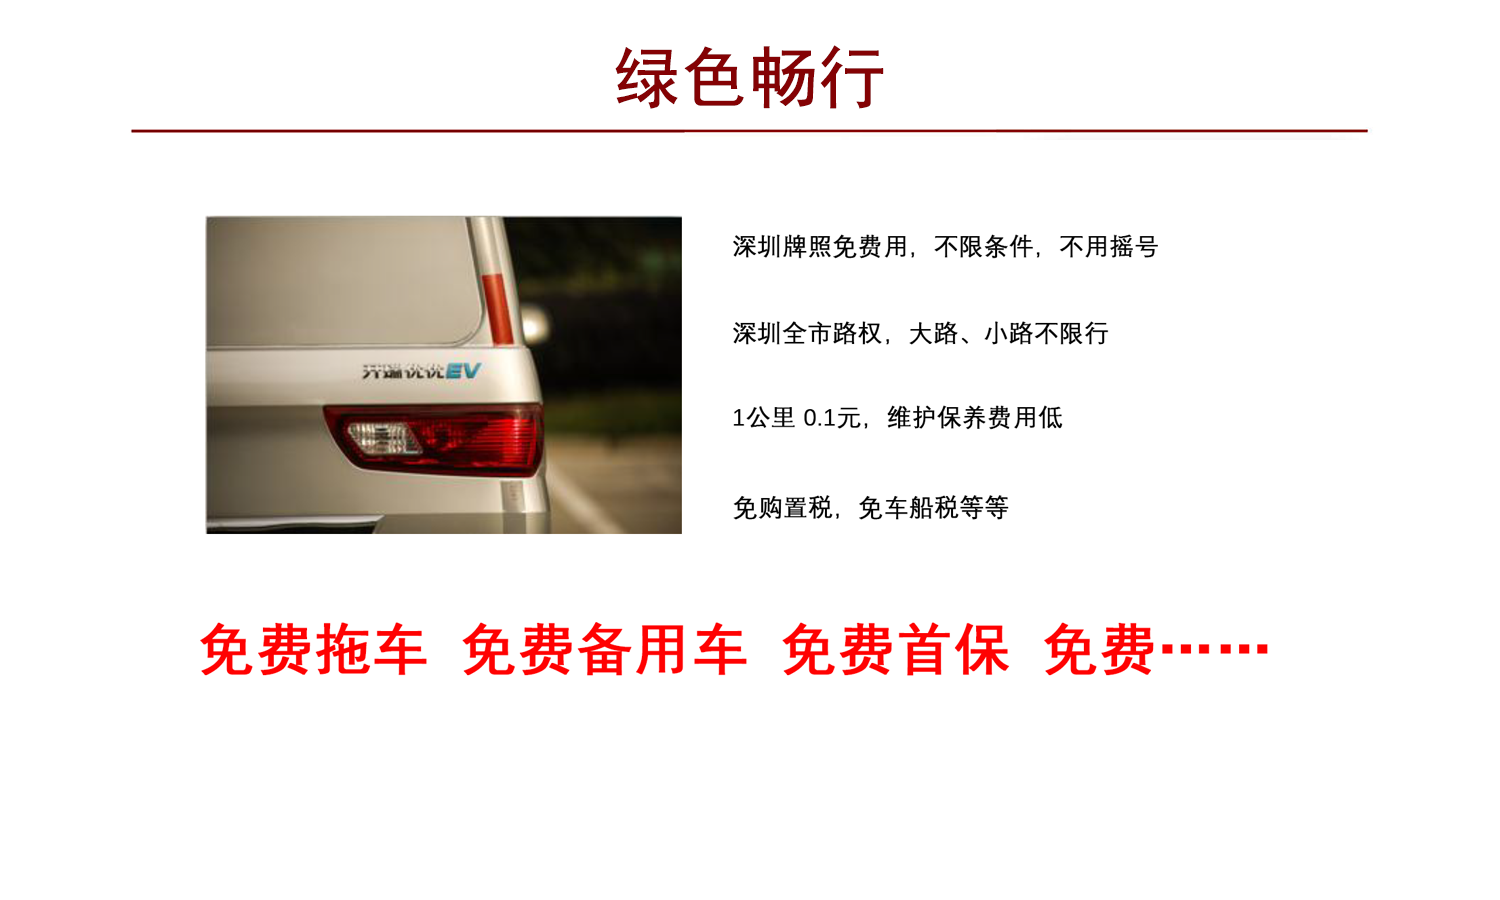 绿色畅行
深圳牌照免费用，不限条件，不用摇号
深圳全市路权，大路、小路不限行
开瑞优优EV
1公里 0.1元，维护保养费用低
免购置税，免车船税等等
免费拖车 免费备用车 免费首保 免费……